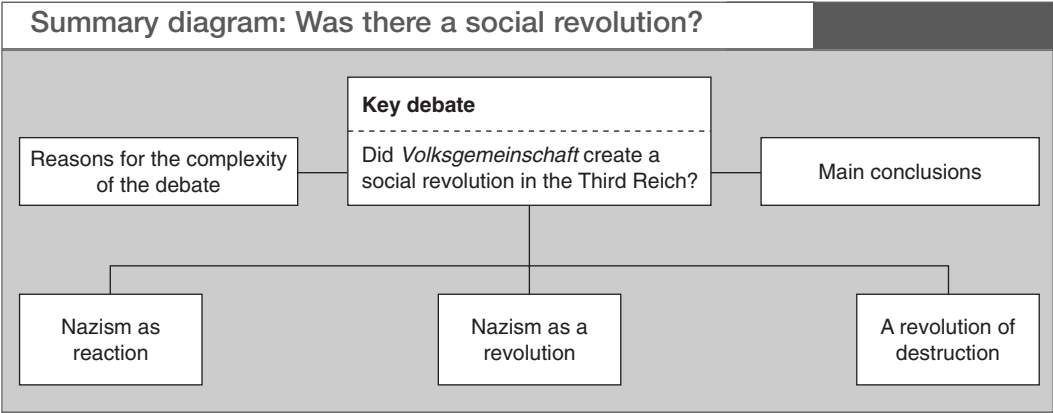 Summary diagram: Was there a social revolution?
Key debate
Did Volksgemeinschaft create a
social revolution in the Third Reich?
Reasons for the complexity
of the debate
Main conclusions
Nazism as
reaction
Nazism as a
revolution
A revolution of
destruction